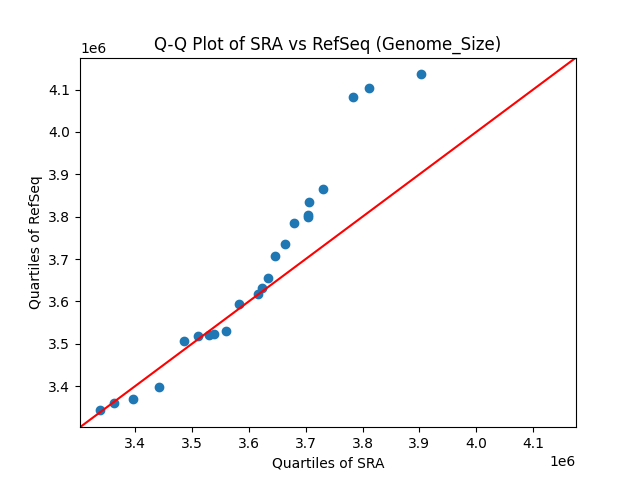 Q-Q Plot of SRA vs RefSeq (Genome_Size)
1e6
4.1
4.0
3.9
3.8
3.7
3.6
3.5
3.4
Quartiles of RefSeq
3.4 3.5 3.6 3.7 3.8 3.9 4.0 4.1
Quartiles of SRA
1e6